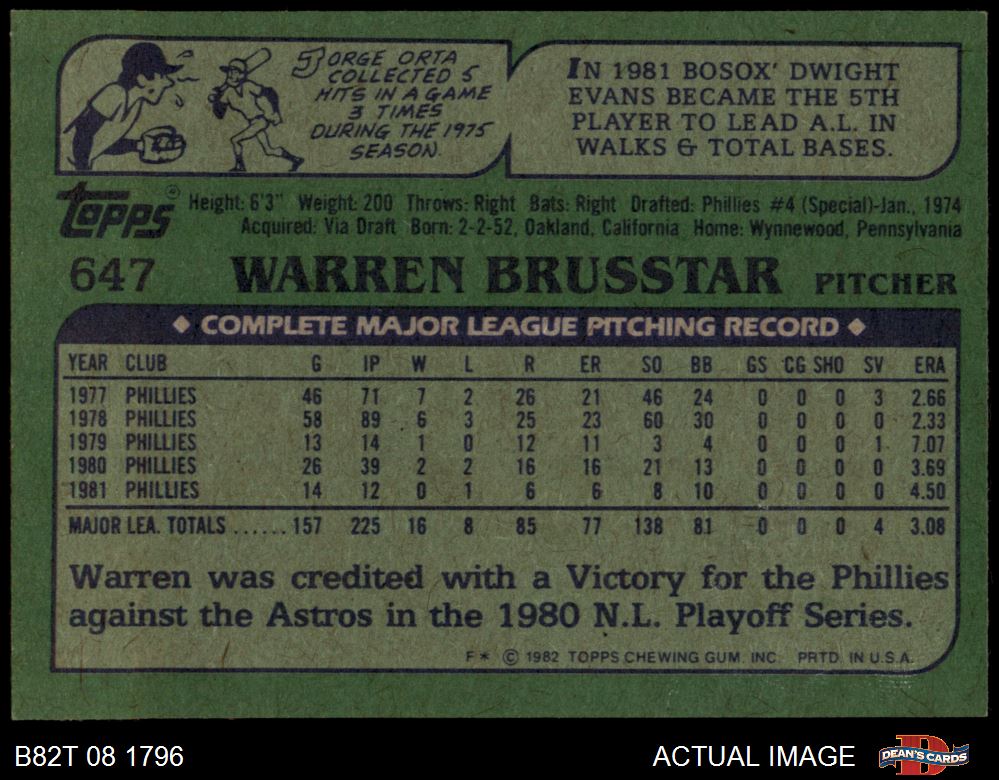 JORGE ORTA
COLLECTED 5
HITS IN A GAME
3 TIMES
DURING THE 1975
SEASON.
IN 1981 BOSOX' DWIGHT
EVANS BECAME THE 5TH
PLAYER TO LEAD A.L. IN
WALKS & TOTAL BASES.
Topps® Height: 6'3" Weight: 200 Throws: Right Bats: Right Drafted: Phillies #4 (Special)-Jan., 1974
Acquired: Via Draft Born: 2-2-52, Oakland, California Home: Wynnewood, Pennsylvania
647 WARREN BRUSSTAR PITCHER
◆ COMPLETE MAJOR LEAGUE PITCHING RECORD ◆
YEAR CLUB G IP W L R ER SO BB GS CG SHO SV ERA
1977 PHILLIES 46 71 7 2 26 21 46 24 0 0 0 3 2.66
1978 PHILLIES 58 89 6 3 25 23 60 30 0 0 0 0 2.33
1979 PHILLIES 13 14 1 0 12 11 3 4 0 0 0 1 7.07
1980 PHILLIES 26 39 2 2 16 16 21 13 0 0 0 0 3.69
1981 PHILLIES 14 12 0 1 6 6 8 10 0 0 0 0 4.50
MAJOR LEA. TOTALS ...... 157 225 16 8 85 77 138 81 0 0 0 4 3.08
Warren was credited with a Victory for the Phillies
against the Astros in the 1980 N.L. Playoff Series.
F* © 1982 TOPPS CHEWING GUM. INC. PRTD. IN U.S.A.
B82T 08 1796 ACTUAL IMAGE DEAN'S CARDS